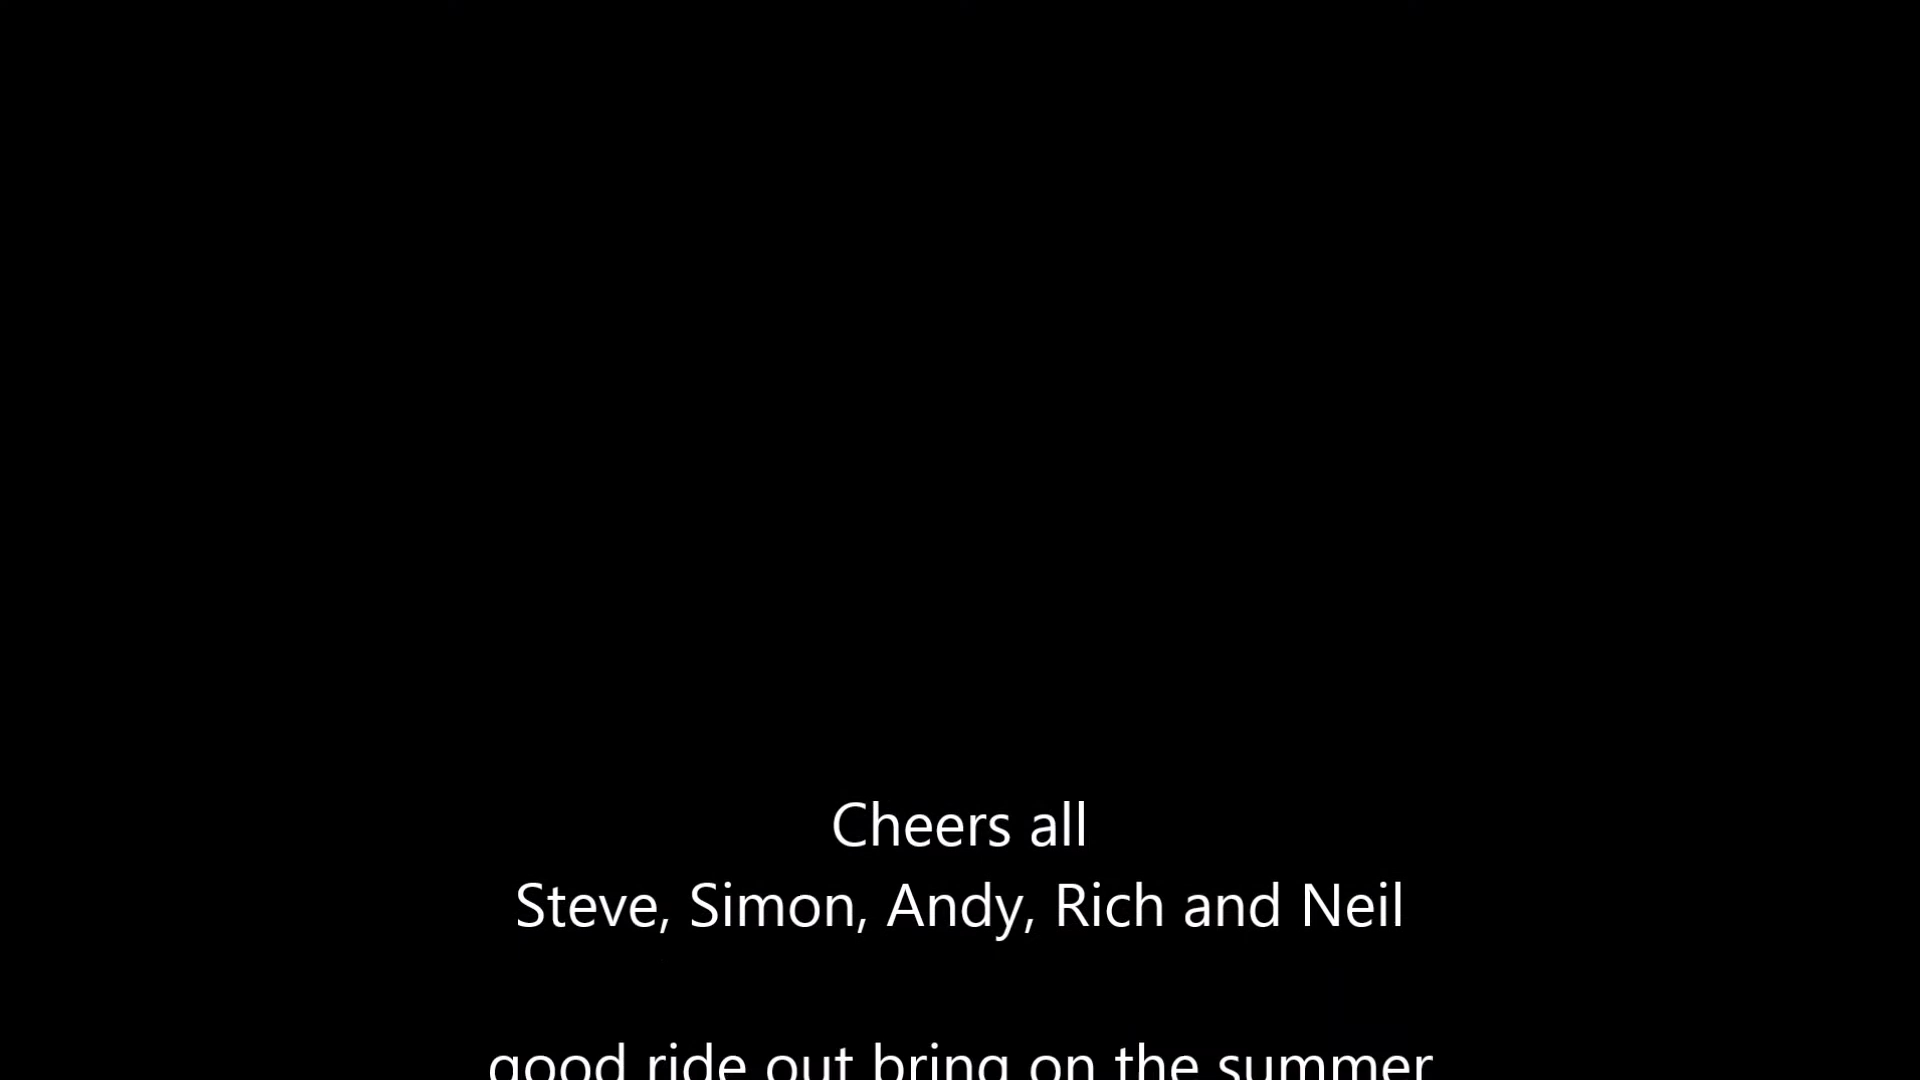 Cheers all
Steve, Simon, Andy, Rich and Neil
good ride out bring on the summer